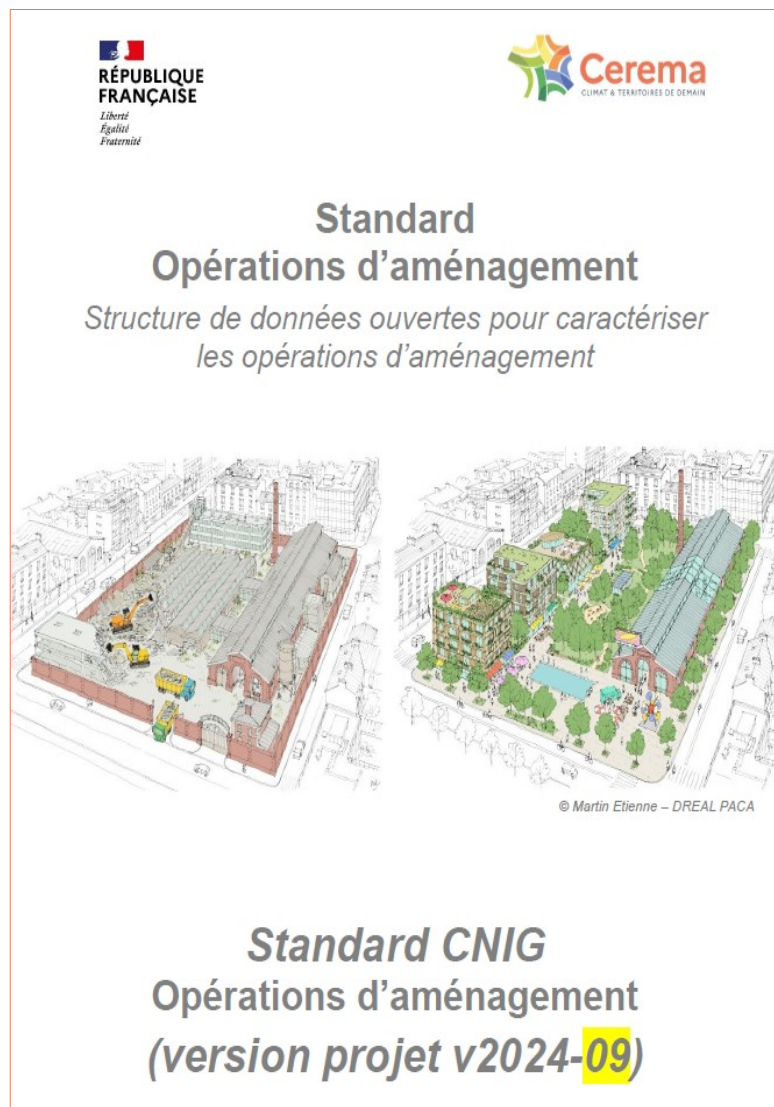 RÉPUBLIQUE
FRANÇAISE
Liberté
Égalité
Fraternité
Cerema
CLIMAT & TERRITOIRES DE DEMAIN
Standard
Opérations d’aménagement
Structure de données ouvertes pour caractériser
les opérations d’aménagement
© Martin Etienne – DREAL PACA
Standard CNIG
Opérations d’aménagement
(version projet v2024-09)